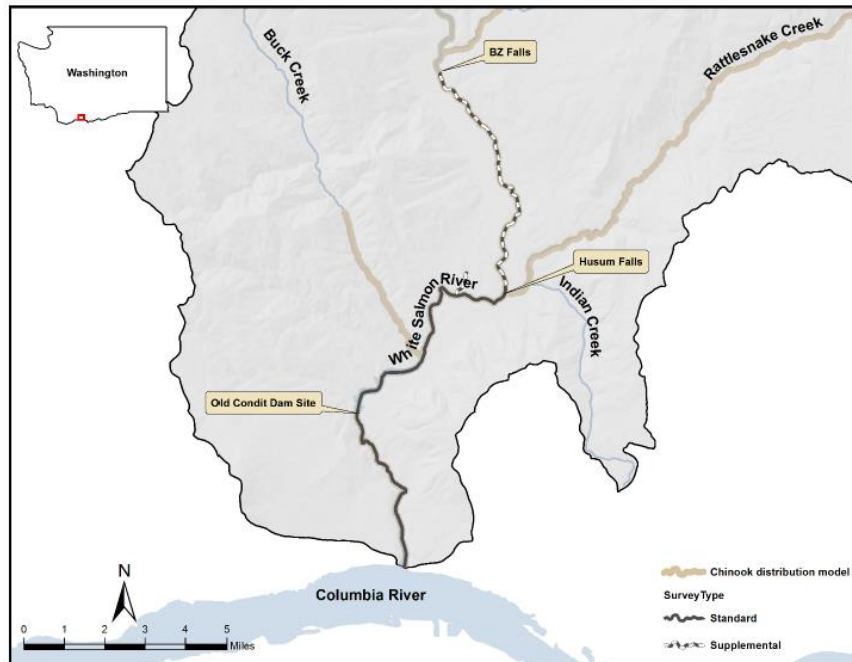 Washington
Buck Creek
BZ Falls
Rattlesnake Creek
Husum Falls
Indian Creek
White Salmon River
Old Condit Dam Site
Columbia River
N
0 1 2 3 4 5
Miles
Chinook distribution model
SurveyType
Standard
Supplemental